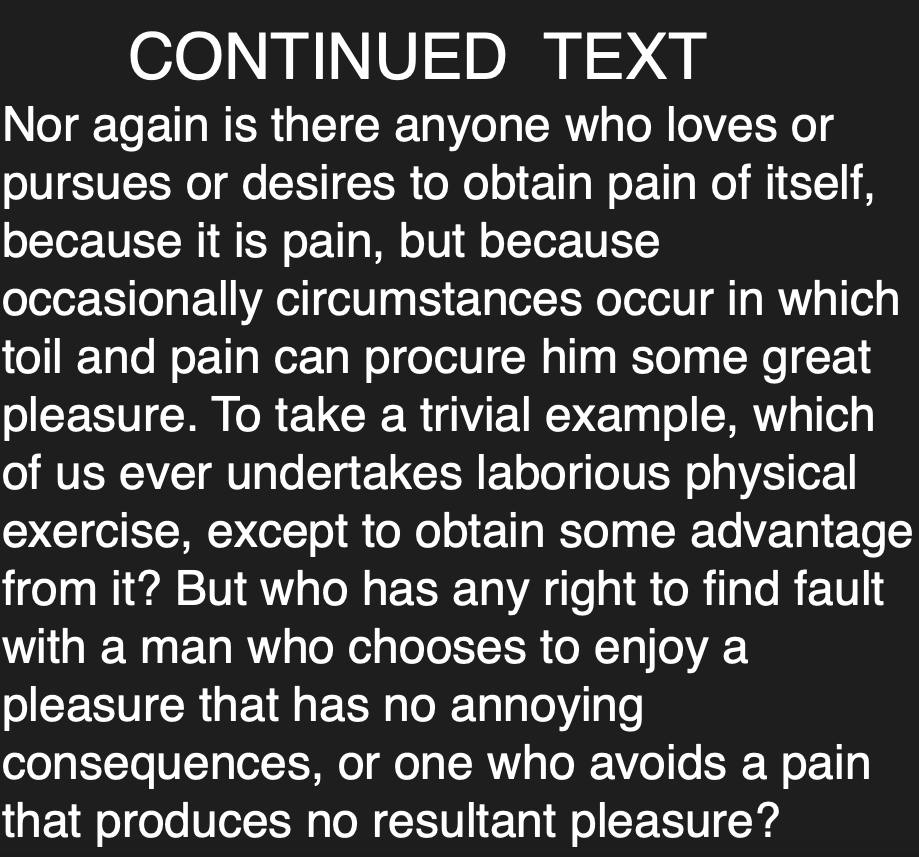 CONTINUED TEXT
Nor again is there anyone who loves or
pursues or desires to obtain pain of itself,
because it is pain, but because
occasionally circumstances occur in which
toil and pain can procure him some great
pleasure. To take a trivial example, which
of us ever undertakes laborious physical
exercise, except to obtain some advantage
from it? But who has any right to find fault
with a man who chooses to enjoy a
pleasure that has no annoying
consequences, or one who avoids a pain
that produces no resultant pleasure?